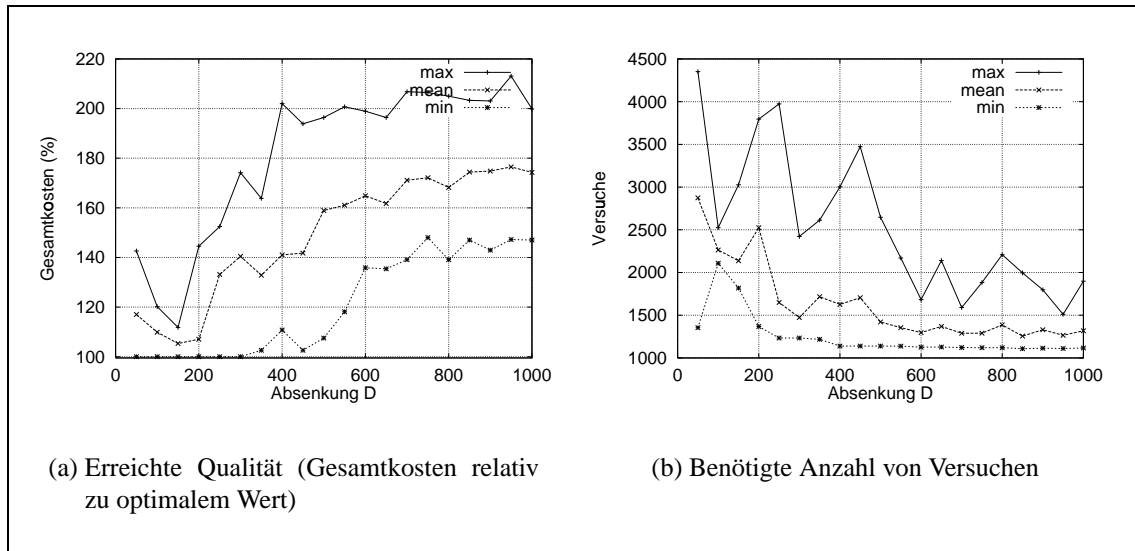 220
200
180
160
140
120
100
0
200
400
600
800
1000
Gesamtkosten (%)
Absenkung D
max
mean
min
4500
4000
3500
3000
2500
2000
1500
1000
0
200
400
600
800
1000
Versuche
Absenkung D
max
mean
min
(a) Erreichte Qualität (Gesamtkosten relativ
zu optimalem Wert)
(b) Benötigte Anzahl von Versuchen